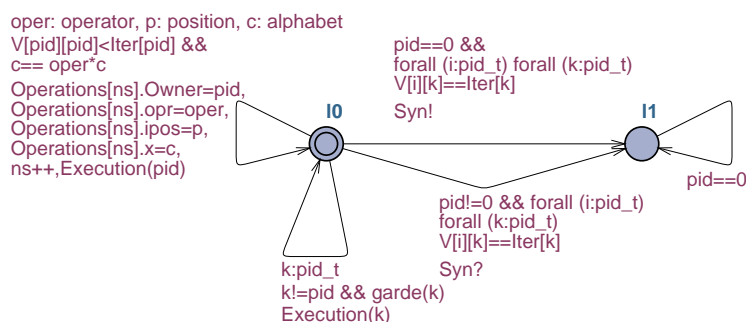 oper: operator, p: position, c: alphabet
V[pid][pid]<Iter[pid] &&
c== oper*c
Operations[ns].Owner=pid,
Operations[ns].opr=oper,
Operations[ns].ipos=p,
Operations[ns].x=c,
ns++,Execution(pid)
I0
pid==0 &&
forall (i:pid_t) forall (k:pid_t)
V[i][k]==Iter[k]
Syn!
I1
pid==0
pid!=0 && forall (i:pid_t)
forall (k:pid_t)
V[i][k]==Iter[k]
Syn?
k:pid_t
k!=pid && garde(k)
Execution(k)